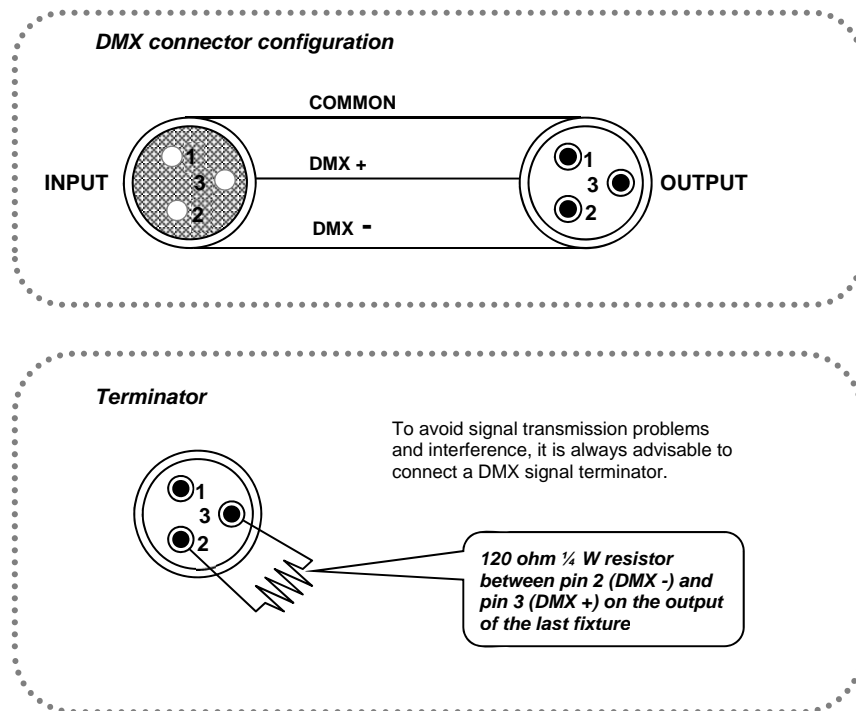 DMX connector configuration
COMMON
INPUT
1
3
2
DMX +
DMX -
1
3
2
OUTPUT
Terminator
To avoid signal transmission problems
and interference, it is always advisable to
connect a DMX signal terminator.
1
3
2
120 ohm ¼ W resistor
between pin 2 (DMX -) and
pin 3 (DMX +) on the output
of the last fixture